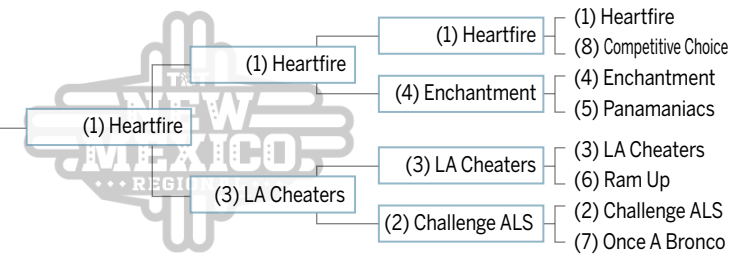 (1) Heartfire
(8) Competitive Choice
(1) Heartfire
(4) Enchantment
(5) Panamaniacs
(4) Enchantment
(1) Heartfire
(3) LA Cheaters
(6) Ram Up
(3) LA Cheaters
(2) Challenge ALS
(7) Once A Bronco
(2) Challenge ALS
(3) LA Cheaters
(1) Heartfire
TBT
NEW
MEXICO